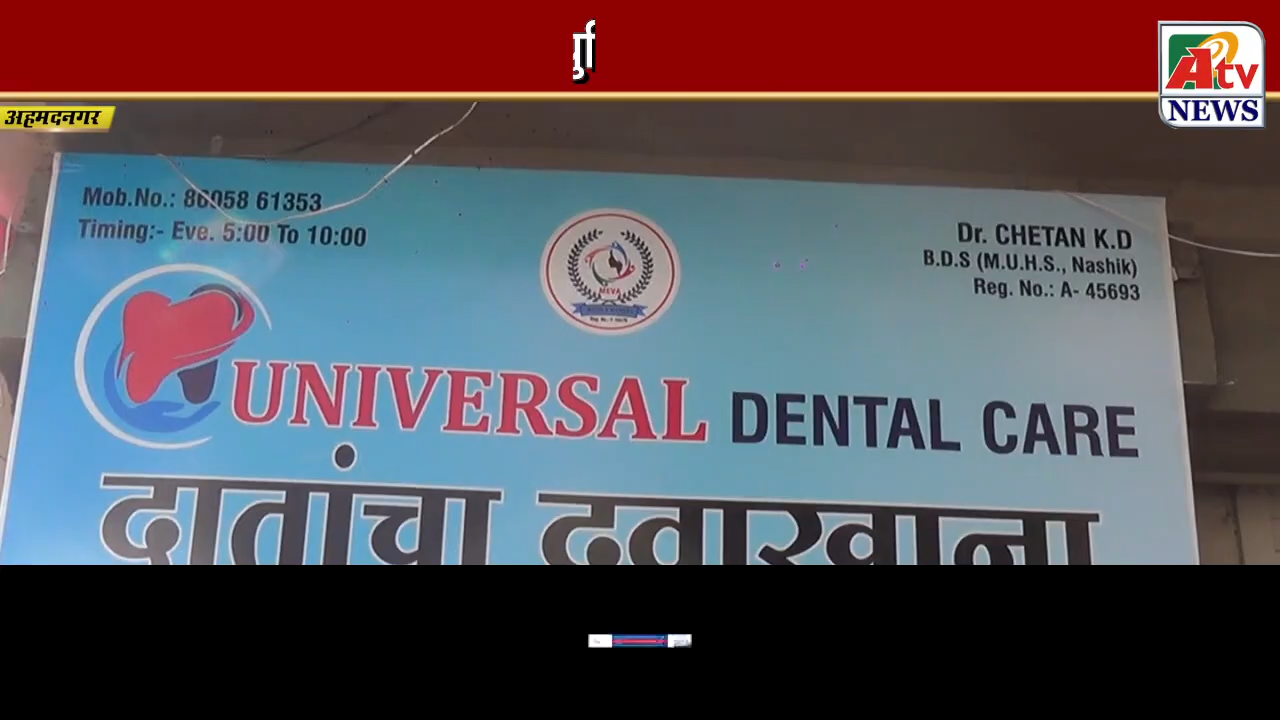 Atv
NEWS
अहमदनगर
Mob.No.: 86058 61353
Timing:- Eve. 5:00 To 10:00
MEVA
Dr. CHETAN K.D
B.D.S (M.U.H.S., Nashik)
Reg. No.: A- 45693
UNIVERSAL DENTAL CARE
दातांचा दवाखाना